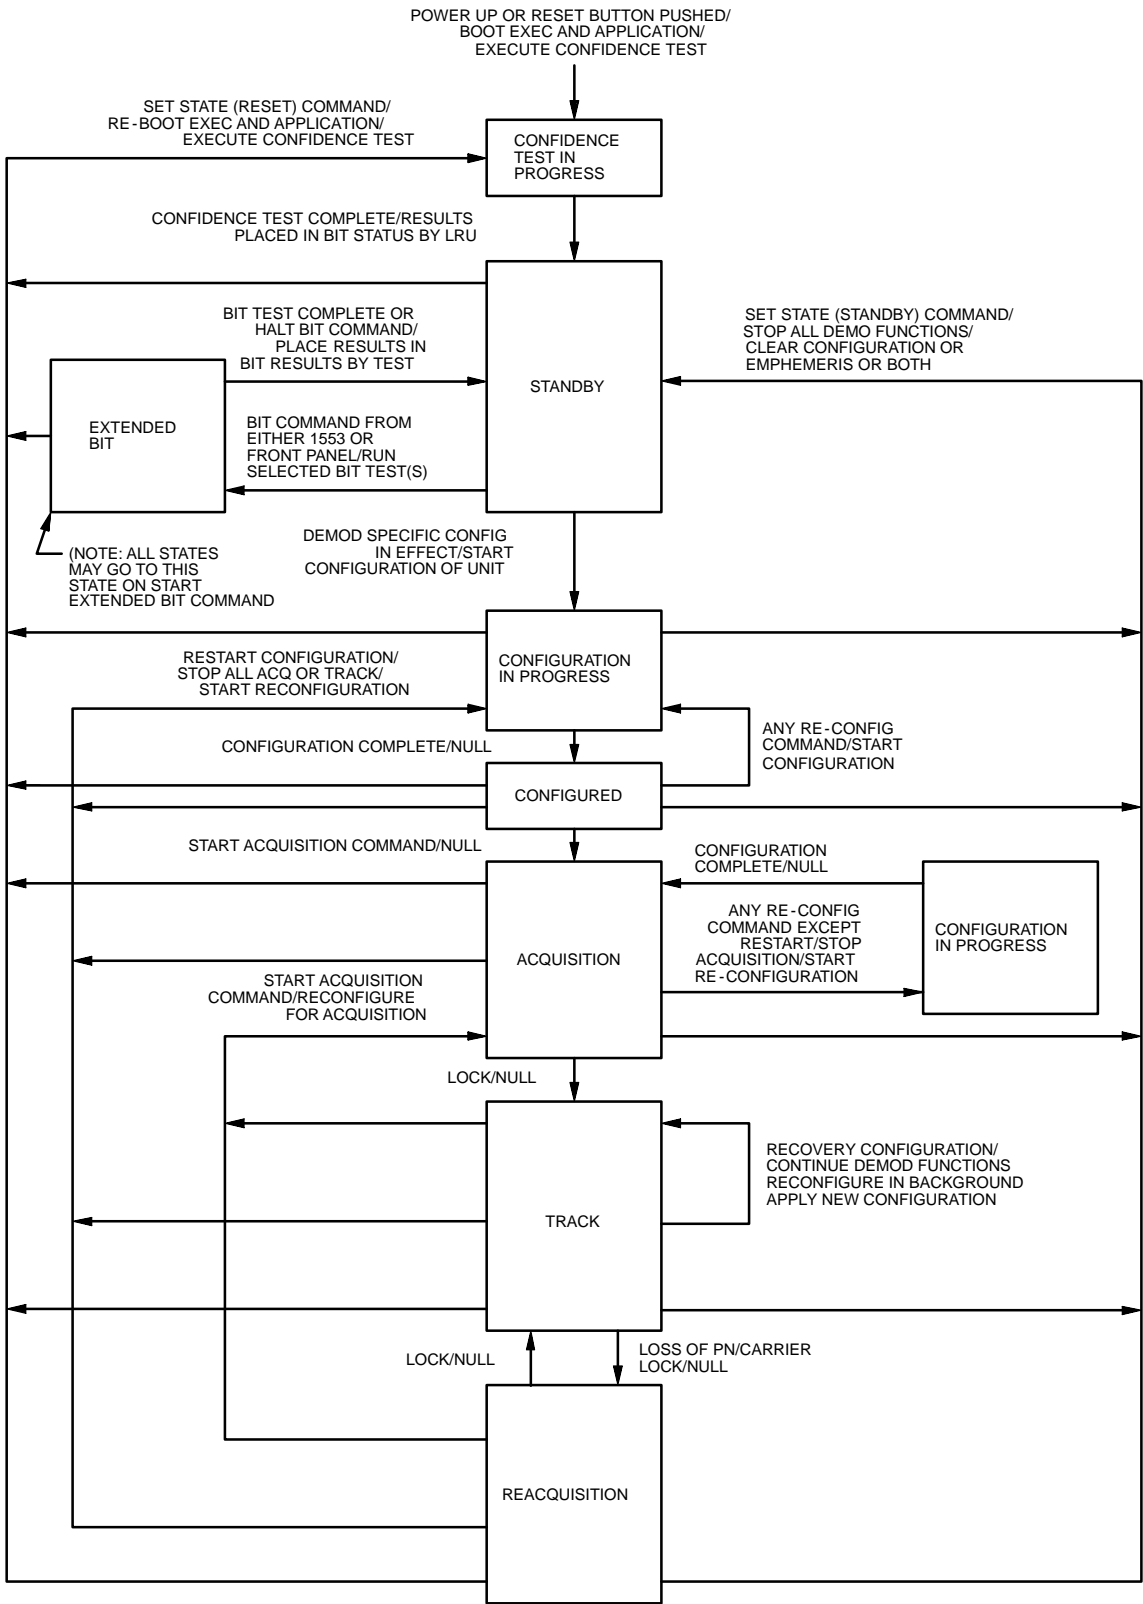 POWER UP OR RESET BUTTON PUSHED/
BOOT EXEC AND APPLICATION/
EXECUTE CONFIDENCE TEST
SET STATE (RESET) COMMAND/
RE-BOOT EXEC AND APPLICATION/
EXECUTE CONFIDENCE TEST
CONFIDENCE
TEST IN
PROGRESS
CONFIDENCE TEST COMPLETE/RESULTS
PLACED IN BIT STATUS BY LRU
BIT TEST COMPLETE OR
HALT BIT COMMAND/
PLACE RESULTS IN
BIT RESULTS BY TEST
SET STATE (STANDBY) COMMAND/
STOP ALL DEMO FUNCTIONS/
CLEAR CONFIGURATION OR
EMPHEMERIS OR BOTH
STANDBY
EXTENDED
BIT
BIT COMMAND FROM
EITHER 1553 OR
FRONT PANEL/RUN
SELECTED BIT TEST(S)
DEMOD SPECIFIC CONFIG
IN EFFECT/START
CONFIGURATION OF UNIT
(NOTE: ALL STATES
MAY GO TO THIS
STATE ON START
EXTENDED BIT COMMAND
RESTART CONFIGURATION/
STOP ALL ACQ OR TRACK/
START RECONFIGURATION
CONFIGURATION
IN PROGRESS
ANY RE-CONFIG
COMMAND/START
CONFIGURATION
CONFIGURATION COMPLETE/NULL
CONFIGURED
START ACQUISITION COMMAND/NULL
CONFIGURATION
COMPLETE/NULL
ANY RE-CONFIG
COMMAND EXCEPT
RESTART/STOP
ACQUISITION/START
RE-CONFIGURATION
CONFIGURATION
IN PROGRESS
ACQUISITION
START ACQUISITION
COMMAND/RECONFIGURE
FOR ACQUISITION
LOCK/NULL
RECOVERY CONFIGURATION/
CONTINUE DEMOD FUNCTIONS
RECONFIGURE IN BACKGROUND
APPLY NEW CONFIGURATION
TRACK
LOCK/NULL
LOSS OF PN/CARRIER
LOCK/NULL
REACQUISITION